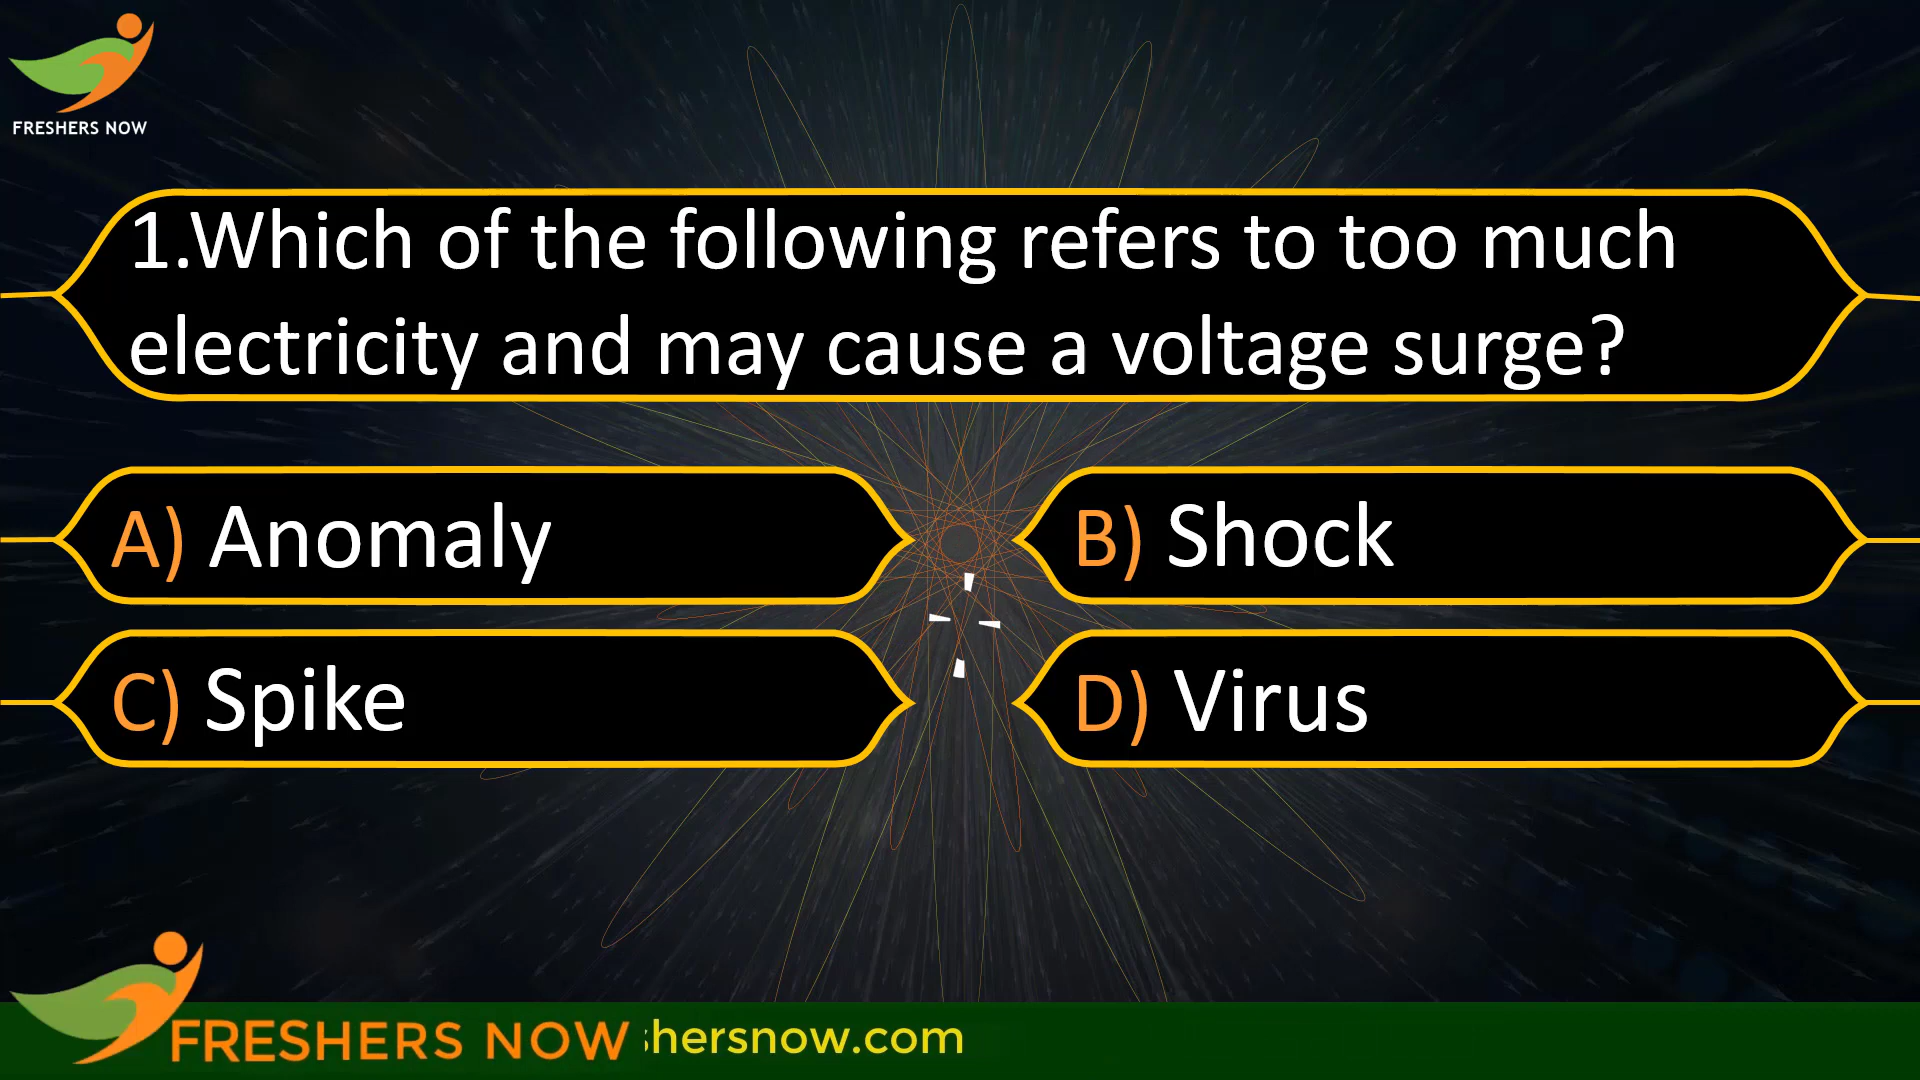 FRESHERS NOW
1.Which of the following refers to too much
electricity and may cause a voltage surge?
A) Anomaly
B) Shock
C) Spike
D) Virus
FRESHERS NOW
hersnow.com